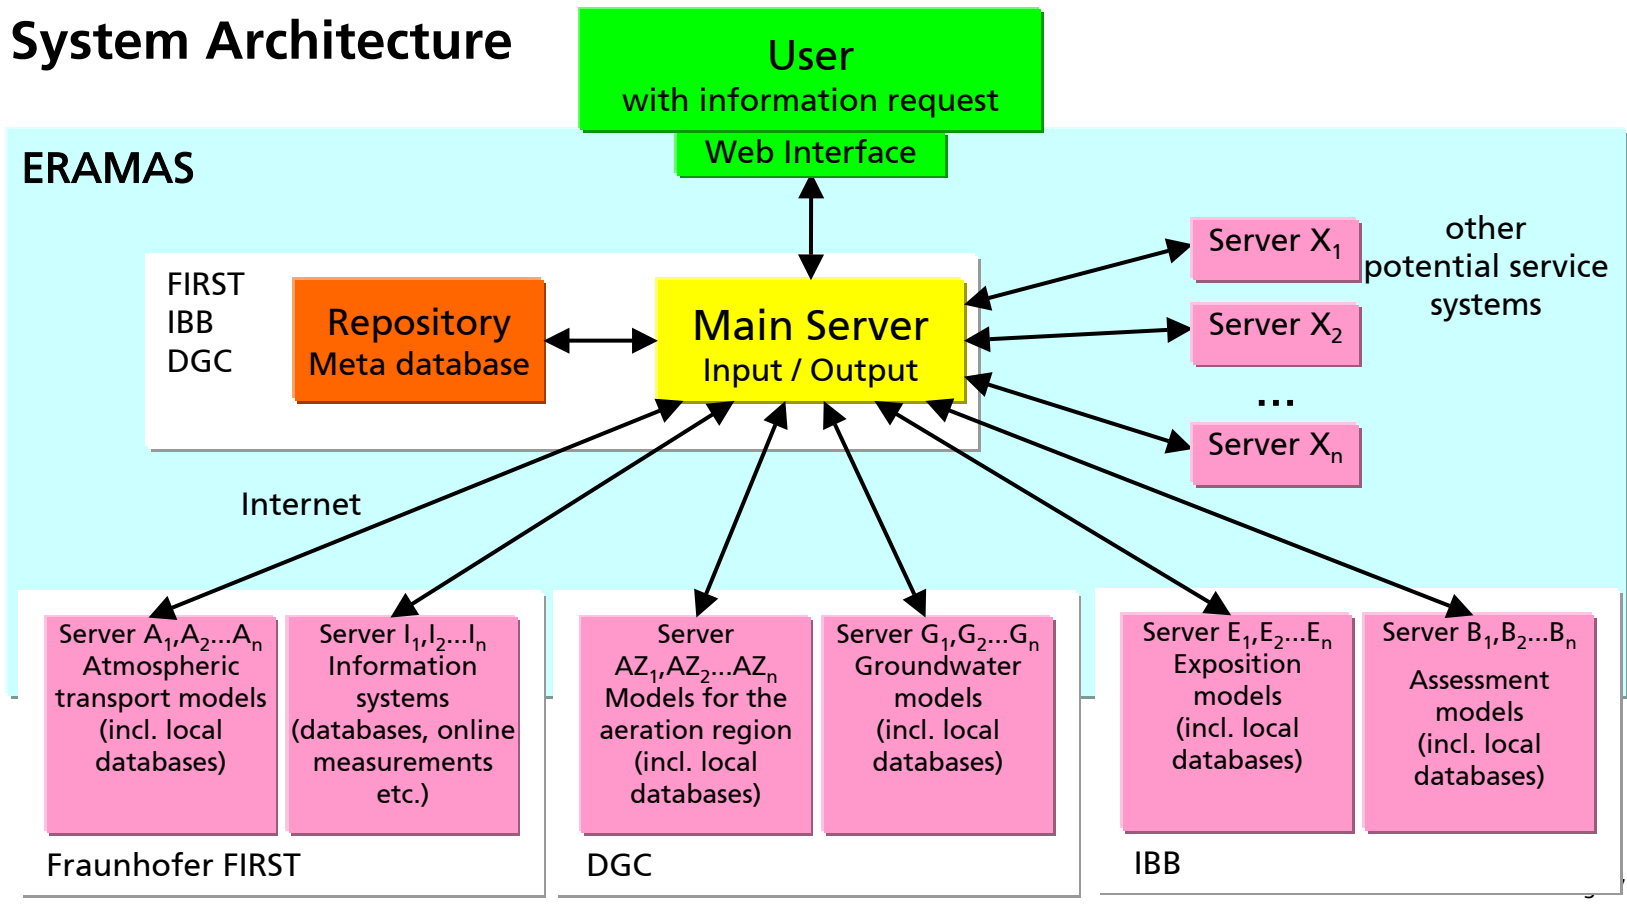 System Architecture
User
with information request
Web Interface
ERAMAS
FIRST
IBB
DGC
Repository
Meta database
Main Server
Input / Output
Server X₁
Server X₂
...
Server Xₙ
other
potential service
systems
Internet
Server A₁,A₂...Aₙ
Atmospheric
transport models
(incl. local
databases)
Server I₁,I₂...Iₙ
Information
systems
(databases, online
measurements
etc.)
Fraunhofer FIRST
Server
AZ₁,AZ₂...AZₙ
Models for the
aeration region
(incl. local
databases)
Server G₁,G₂...Gₙ
Groundwater
models
(incl. local
databases)
DGC
Server E₁,E₂...Eₙ
Exposition
models
(incl. local
databases)
Server B₁,B₂...Bₙ
Assessment
models
(incl. local
databases)
IBB